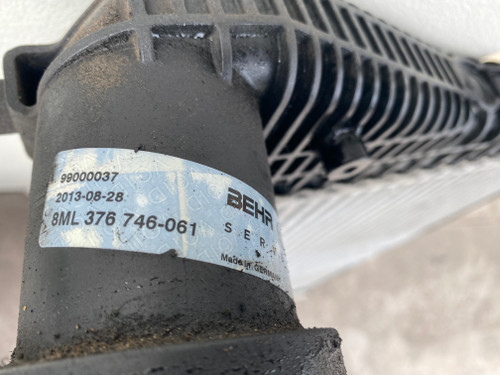 99000037
2013-08-28
8ML 376 746-061
BEHR
Made in GERMANY